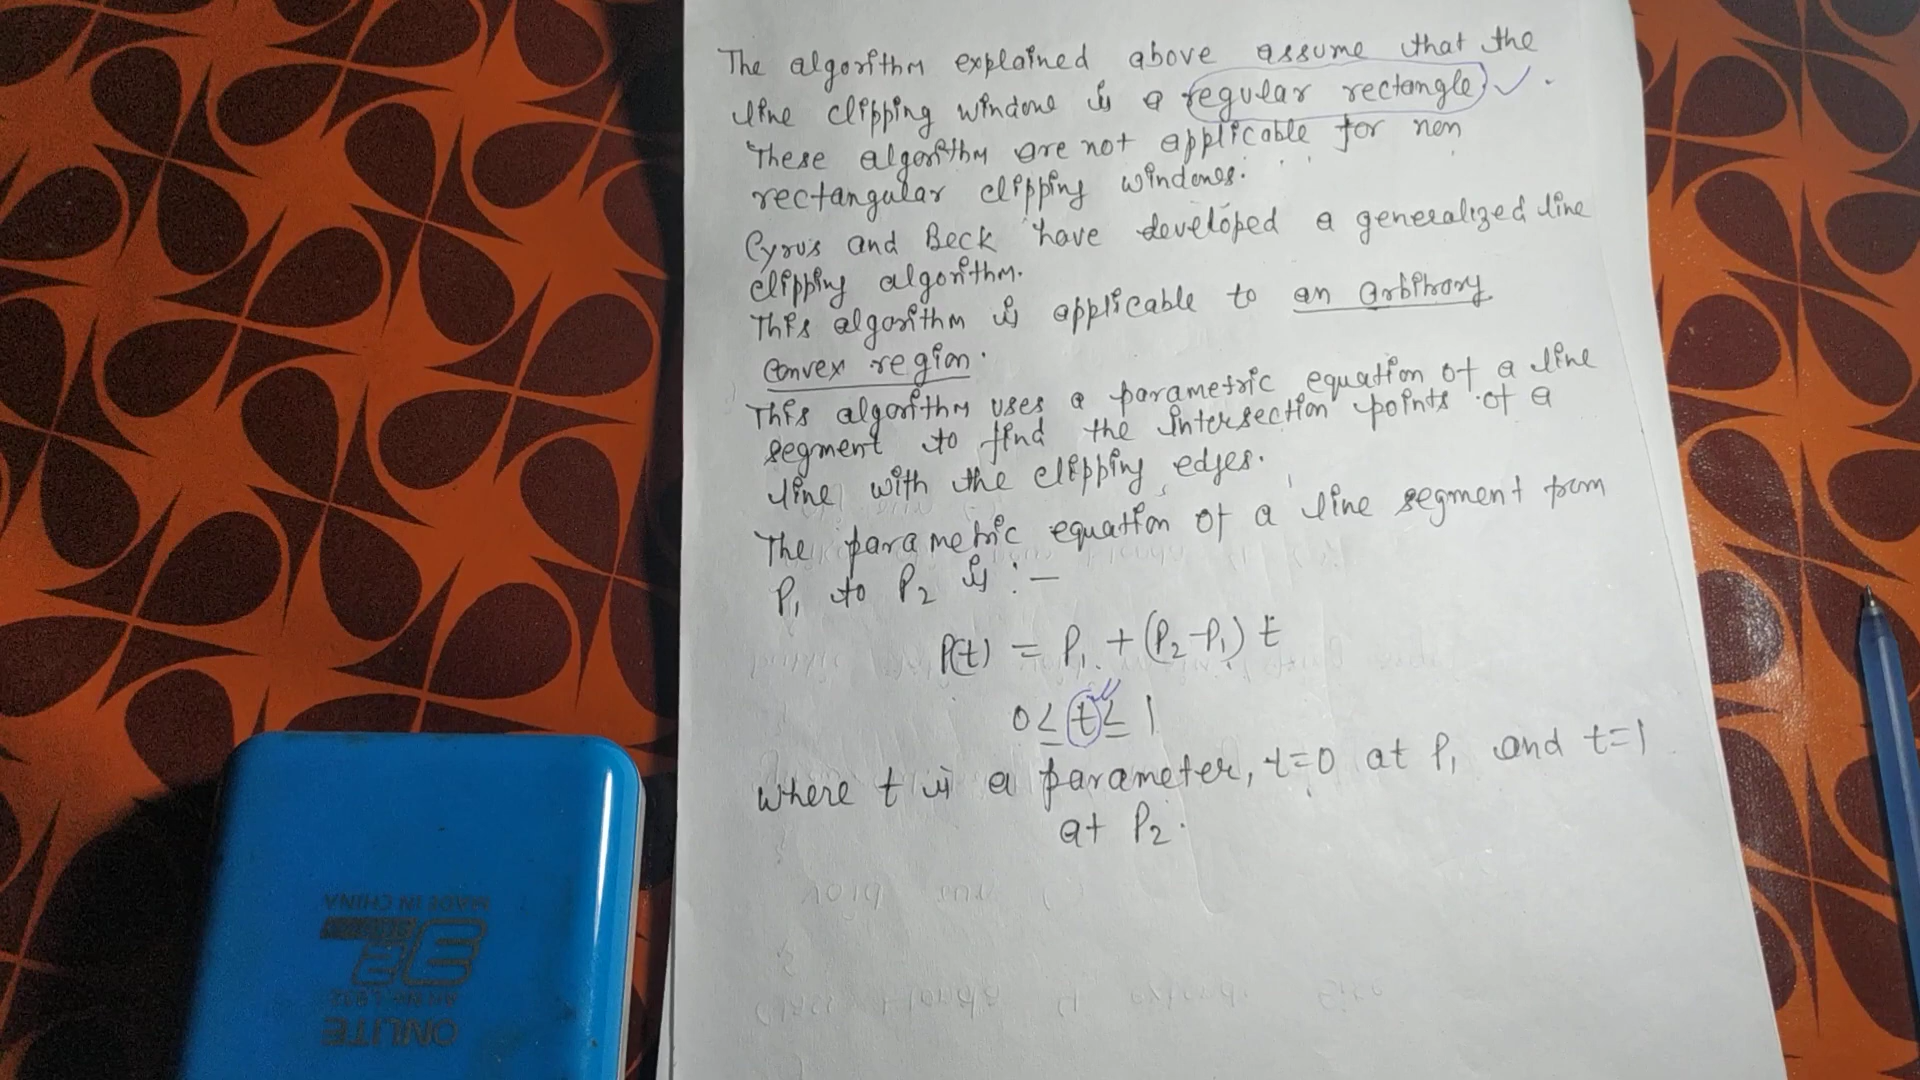 The algorithm explained above assume that the
line clipping windows is a regular rectangle ✓.
These algorithm are not applicable for non
rectangular clipping windows.
Cyrus and Beck have developed a generalized line
clipping algorithm.
This algorithm is applicable to an arbitrary
convex region.
This algorithm uses a parametric equation of a line
segment to find the intersection points of a
line with the clipping edges.
The parametric equation of a line segment from
P₁ to P₂ is :-
P(t) = P₁ + (P₂-P₁) t
0 ≤ t ≤ 1
where t is a parameter, t=0 at P₁ and t=1
at P₂.
MADE IN CHINA
ONLITE